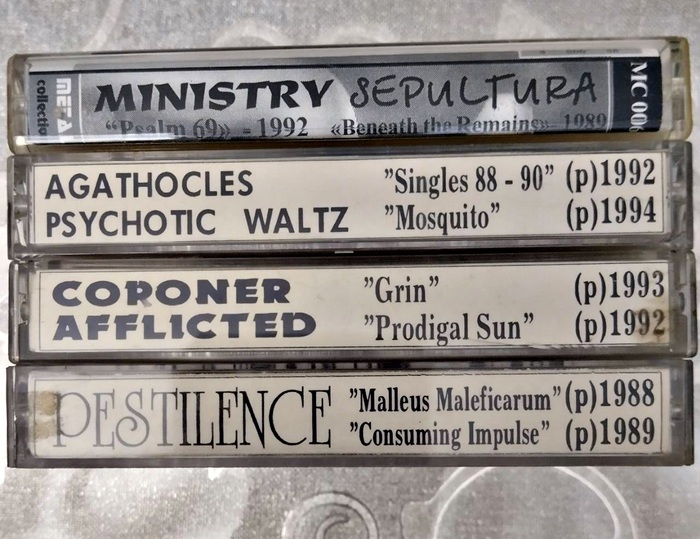 MINISTRY SEPULTURA
“Psalm 69» - 1992 «Beneath the Remains» 1989
MC 006
AGATHOCLES ”Singles 88 - 90” (p)1992
PSYCHOTIC WALTZ ”Mosquito” (p)1994
COPONER ”Grin” (p)1993
AFFLICTED ”Prodigal Sun” (p)1992
PESTILENCE ”Malleus Maleficarum” (p)1988
”Consuming Impulse” (p)1989